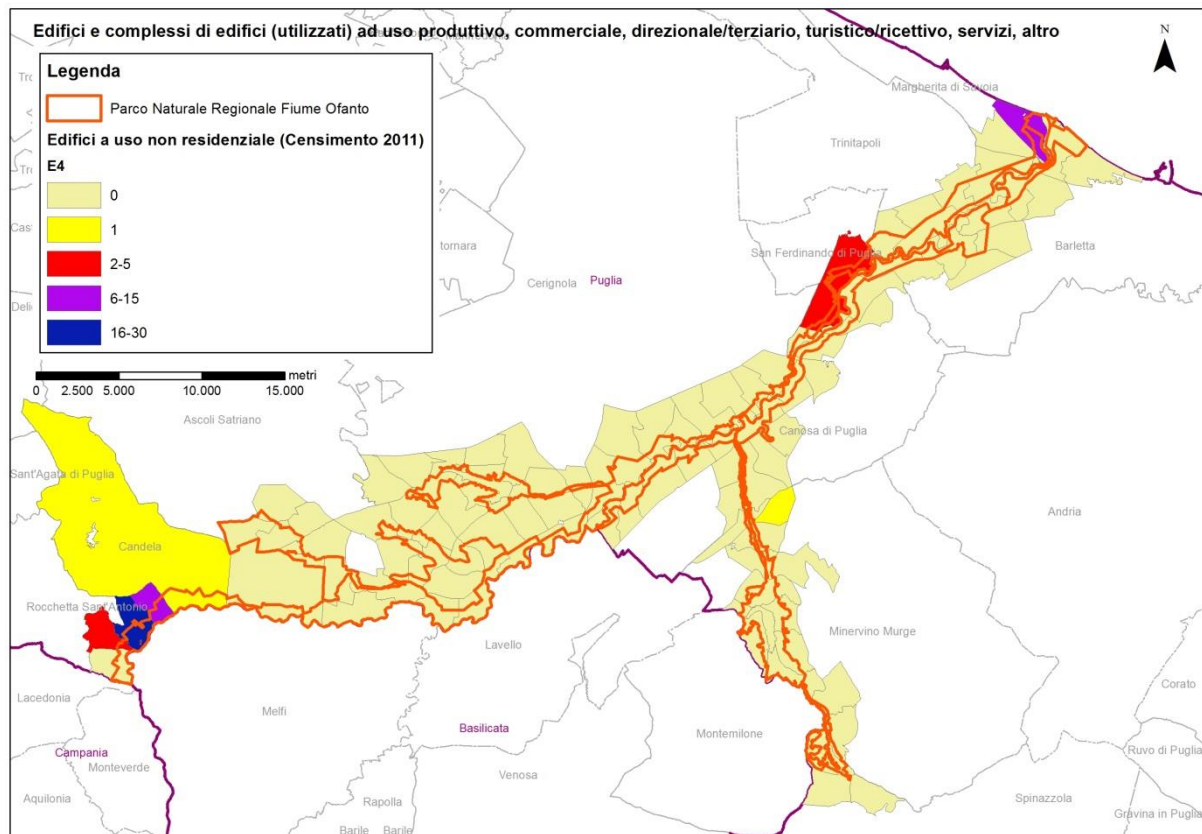 Edifici e complessi di edifici (utilizzati) ad uso produttivo, commerciale, direzionale/terziario, turistico/ricettivo, servizi, altro
N
Legenda
Parco Naturale Regionale Fiume Ofanto
Edifici a uso non residenziale (Censimento 2011)
E4
0
1
2-5
6-15
16-30
0 2.500 5.000 10.000 15.000 metri
Margherita di Savoia
Trinitapoli
San Ferdinando di Puglia
Barletta
tornara
Cerignola
Puglia
Ascoli Satriano
Canosa di Puglia
Sant'Agata di Puglia
Andria
Candela
Rocchetta Sant'Antonio
Minervino Murge
Lavello
Lacedonia
Melfi
Corato
Basilicata
Montemilone
Campania
Monteverde
Ruvo di Puglia
Venosa
Aquilonia
Rapolla
Spinazzola
Gravina in Puglia
Barile
Barile